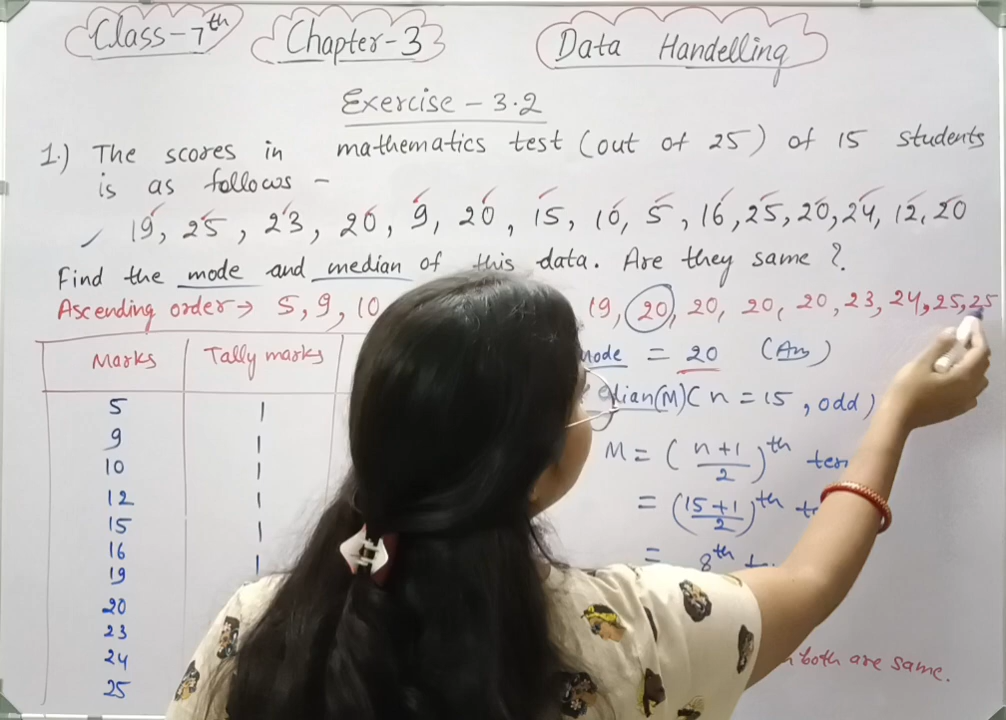 Class-7th Chapter-3 Data Handelling
Exercise - 3.2
1.) The scores in mathematics test (out of 25) of 15 students
is as follows -
19, 25, 23, 20, 9, 20, 15, 10, 5, 16, 25, 20, 24, 12, 20
Find the mode and median of this data. Are they same ?
Ascending order → 5, 9, 10 19, 20, 20, 20, 20, 23, 24, 25, 25
Marks Tally marks
mode = 20 (Ans)
5 |
(M) (n = 15, odd)
9 |
M = (n+1/2)th
10 |
12 |
= (15+1/2)th
15 |
16 |
= 8th
19 |
20
23
24
both are same.
25